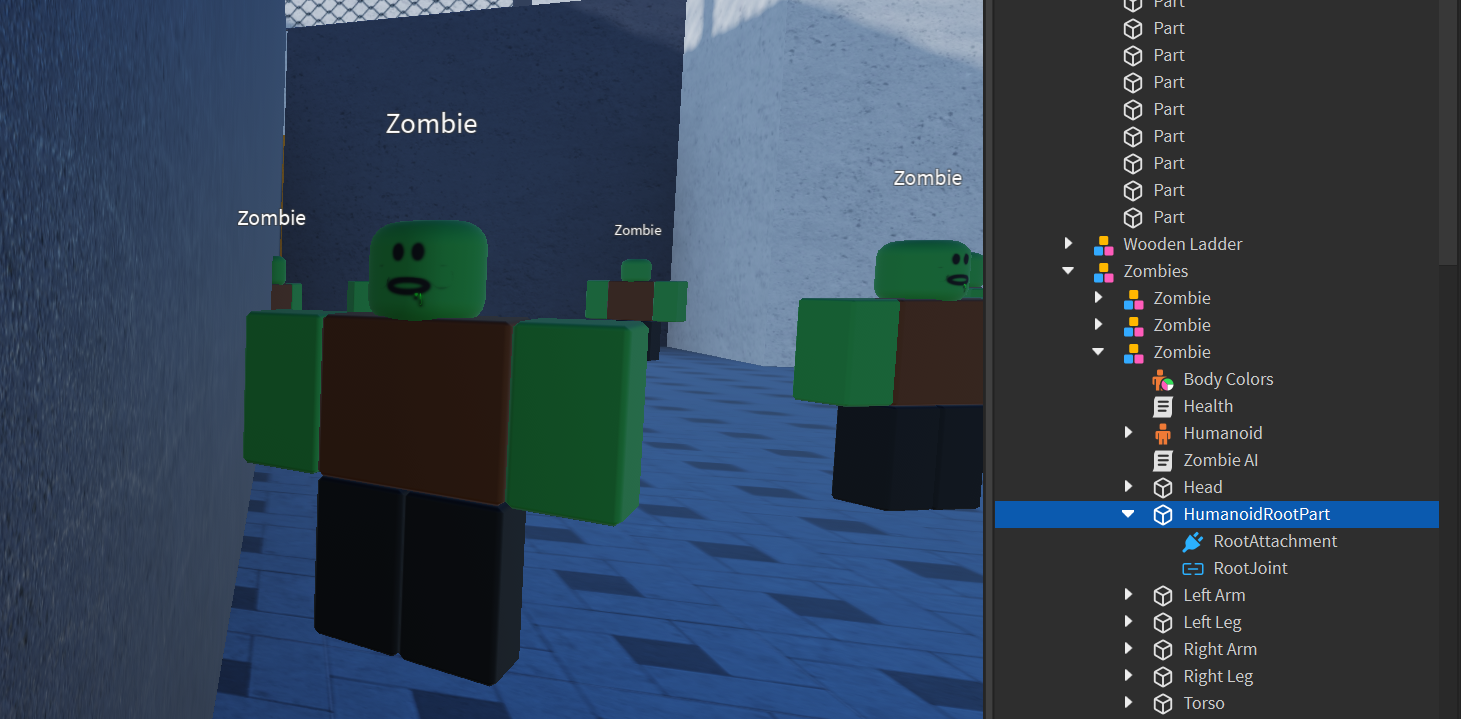 Zombie
Zombie
Zombie
Zombie
Part
Part
Part
Part
Part
Part
Part
Part
Part
Wooden Ladder
Zombies
Zombie
Zombie
Zombie
Body Colors
Health
Humanoid
Zombie AI
Head
HumanoidRootPart
RootAttachment
RootJoint
Left Arm
Left Leg
Right Arm
Right Leg
Torso